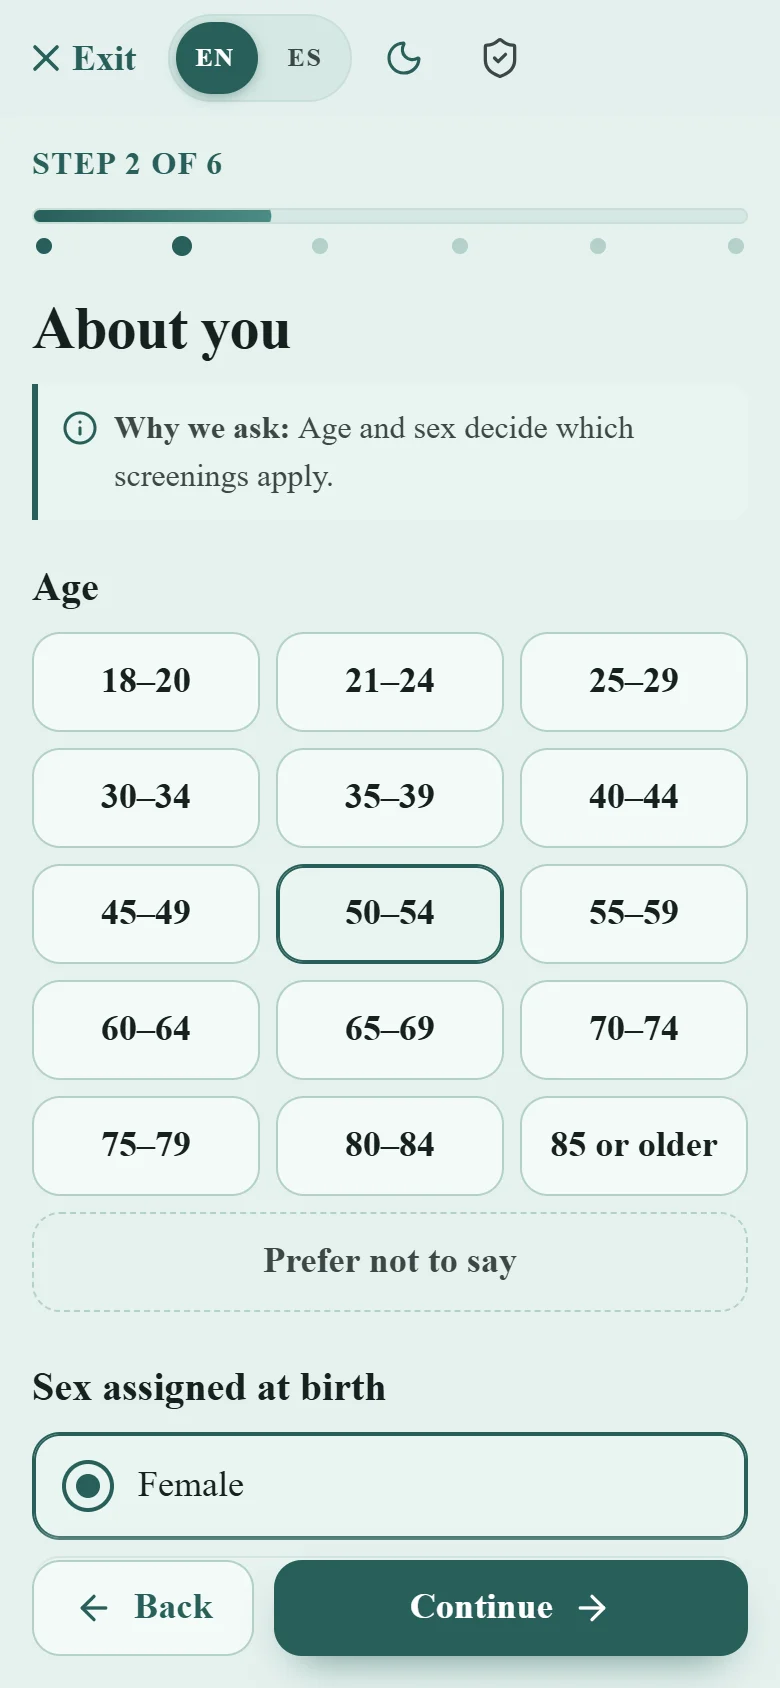 Exit EN ES
STEP 2 OF 6
About you
Why we ask: Age and sex decide which
screenings apply.
Age
18–20 21–24 25–29
30–34 35–39 40–44
45–49 50–54 55–59
60–64 65–69 70–74
75–79 80–84 85 or older
Prefer not to say
Sex assigned at birth
Female
Back Continue